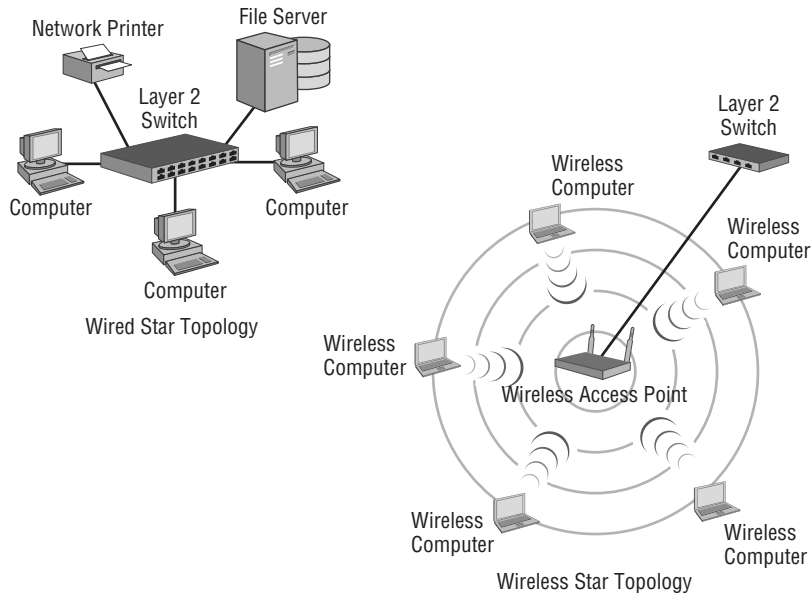 File Server
Network Printer
Layer 2
Switch
Computer
Computer
Computer
Wired Star Topology
Layer 2
Switch
Wireless
Computer
Wireless
Computer
Wireless
Computer
Wireless Access Point
Wireless
Computer
Wireless
Computer
Wireless Star Topology